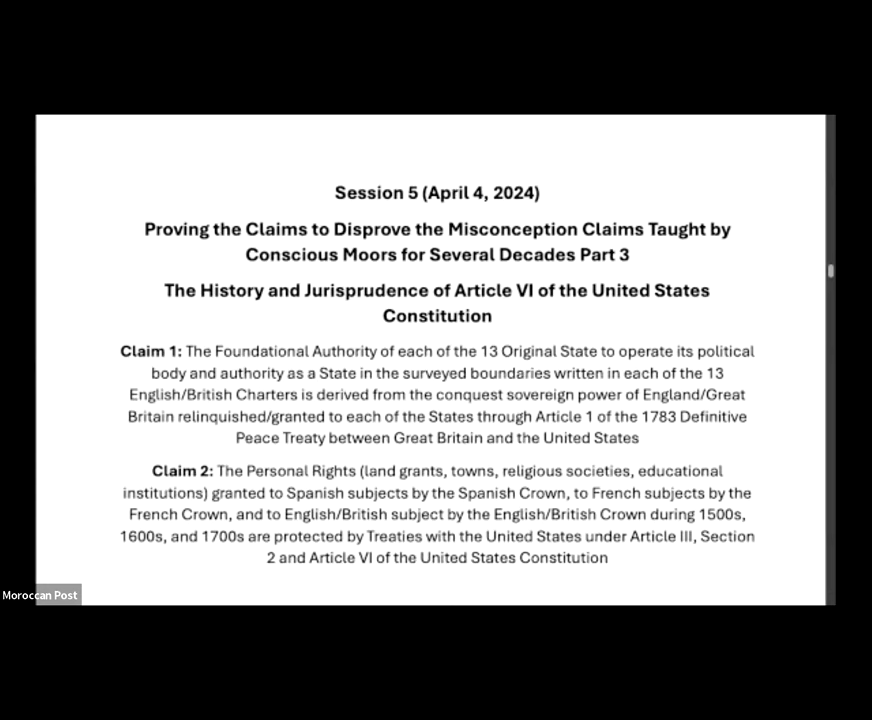 Session 5 (April 4, 2024)
Proving the Claims to Disprove the Misconception Claims Taught by
Conscious Moors for Several Decades Part 3
The History and Jurisprudence of Article VI of the United States
Constitution
Claim 1: The Foundational Authority of each of the 13 Original State to operate its political
body and authority as a State in the surveyed boundaries written in each of the 13
English/British Charters is derived from the conquest sovereign power of England/Great
Britain relinquished/granted to each of the States through Article 1 of the 1783 Definitive
Peace Treaty between Great Britain and the United States
Claim 2: The Personal Rights (land grants, towns, religious societies, educational
institutions) granted to Spanish subjects by the Spanish Crown, to French subjects by the
French Crown, and to English/British subject by the English/British Crown during 1500s,
1600s, and 1700s are protected by Treaties with the United States under Article III, Section
2 and Article VI of the United States Constitution
Moroccan Post